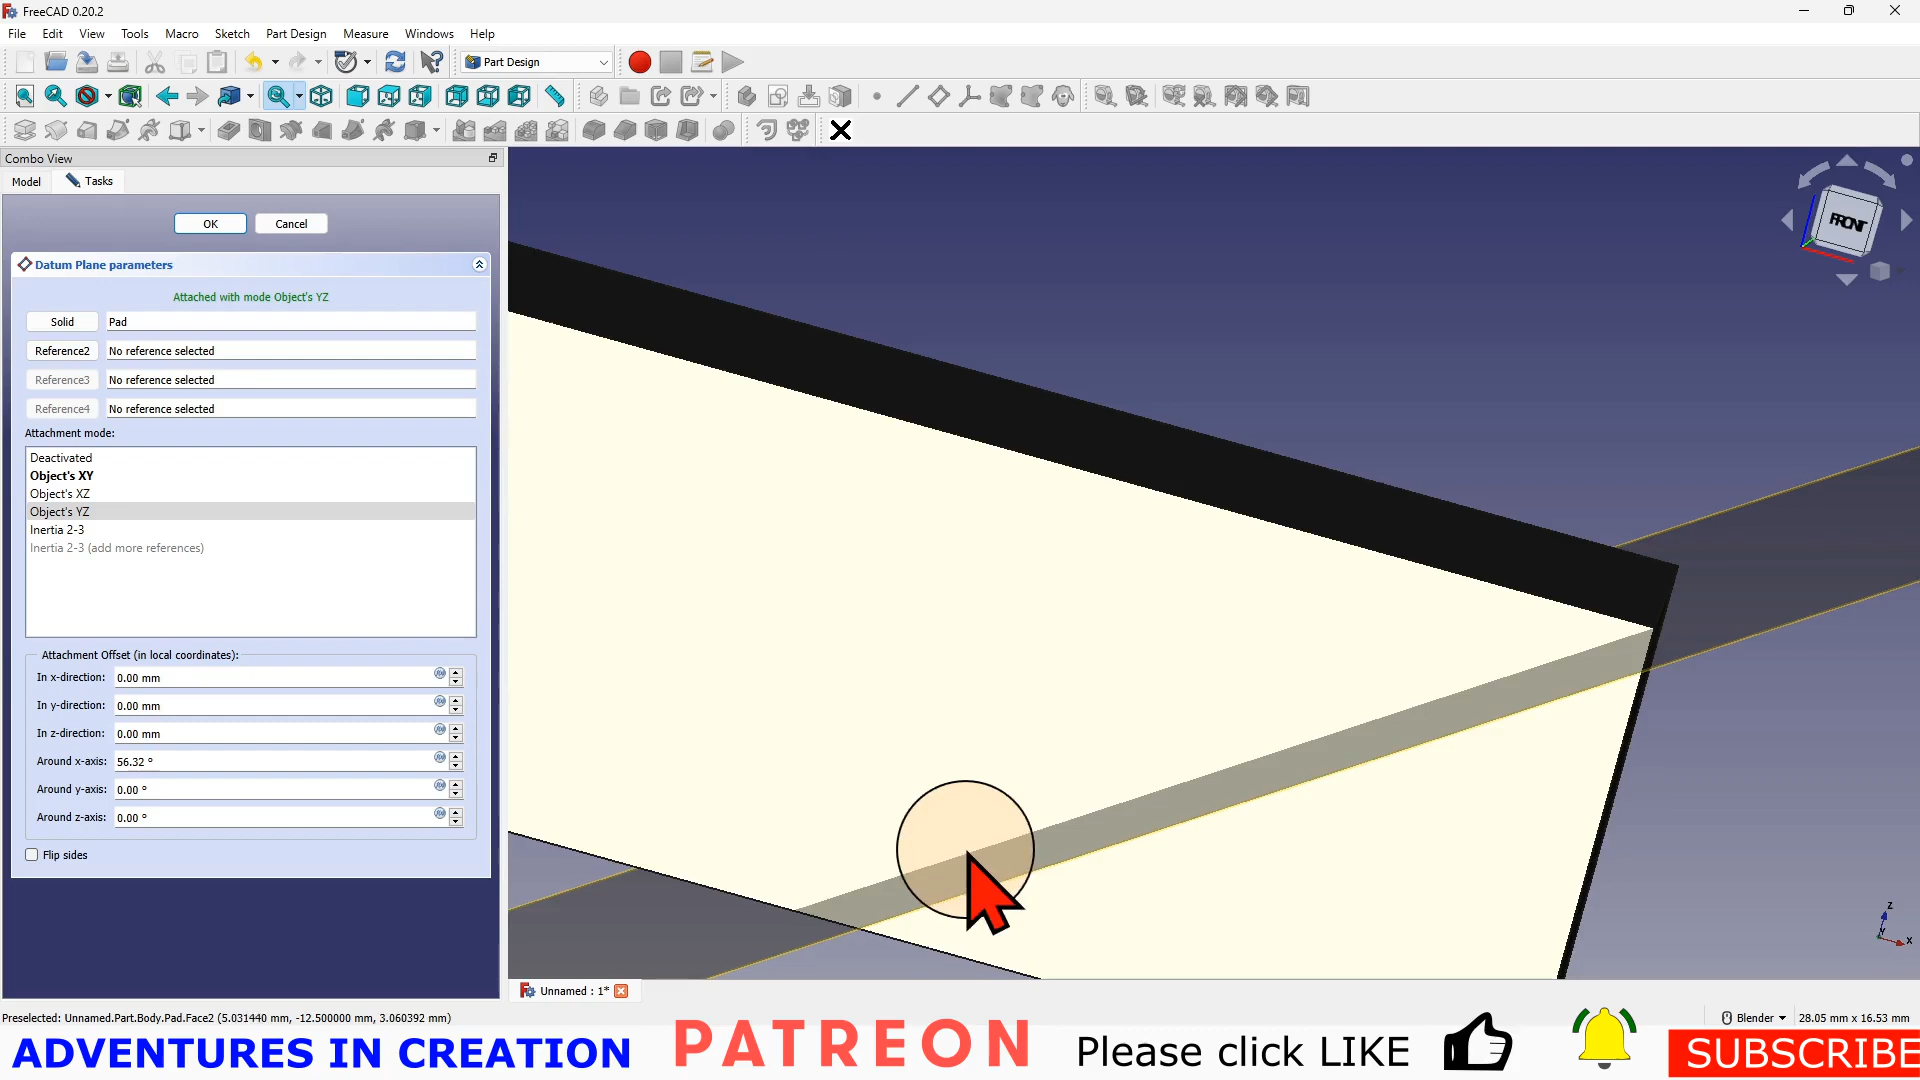 FreeCAD 0.20.2
File Edit View Tools Macro Sketch Part Design Measure Windows Help
Part Design
Combo View
Model Tasks
OK Cancel
Datum Plane parameters
Attached with mode Object's YZ
Solid Pad
Reference2 No reference selected
Reference3 No reference selected
Reference4 No reference selected
Attachment mode:
Deactivated
Object's XY
Object's XZ
Object's YZ
Inertia 2-3
Inertia 2-3 (add more references)
Attachment Offset (in local coordinates):
In x-direction: 0.00 mm
In y-direction: 0.00 mm
In z-direction: 0.00 mm
Around x-axis: 56.32 °
Around y-axis: 0.00 °
Around z-axis: 0.00 °
Flip sides
FRONT
Z
Y
X
Unnamed : 1*
Preselected: Unnamed.Part.Body.Pad.Face2 (5.031440 mm, -12.500000 mm, 3.060392 mm)
Blender 28.05 mm x 16.53 mm
ADVENTURES IN CREATION PATREON Please click LIKE SUBSCRIBE